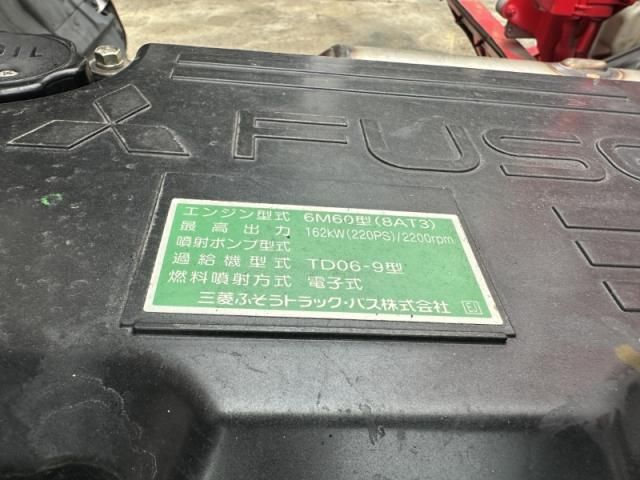 OIL
FUSO
エンジン型式 6M60型(8AT3)
最高出力 162kW(220PS)/2200rpm
噴射ポンプ型式
過給機型式 TD06-9型
燃料噴射方式 電子式
三菱ふそうトラック・バス株式会社 EJ